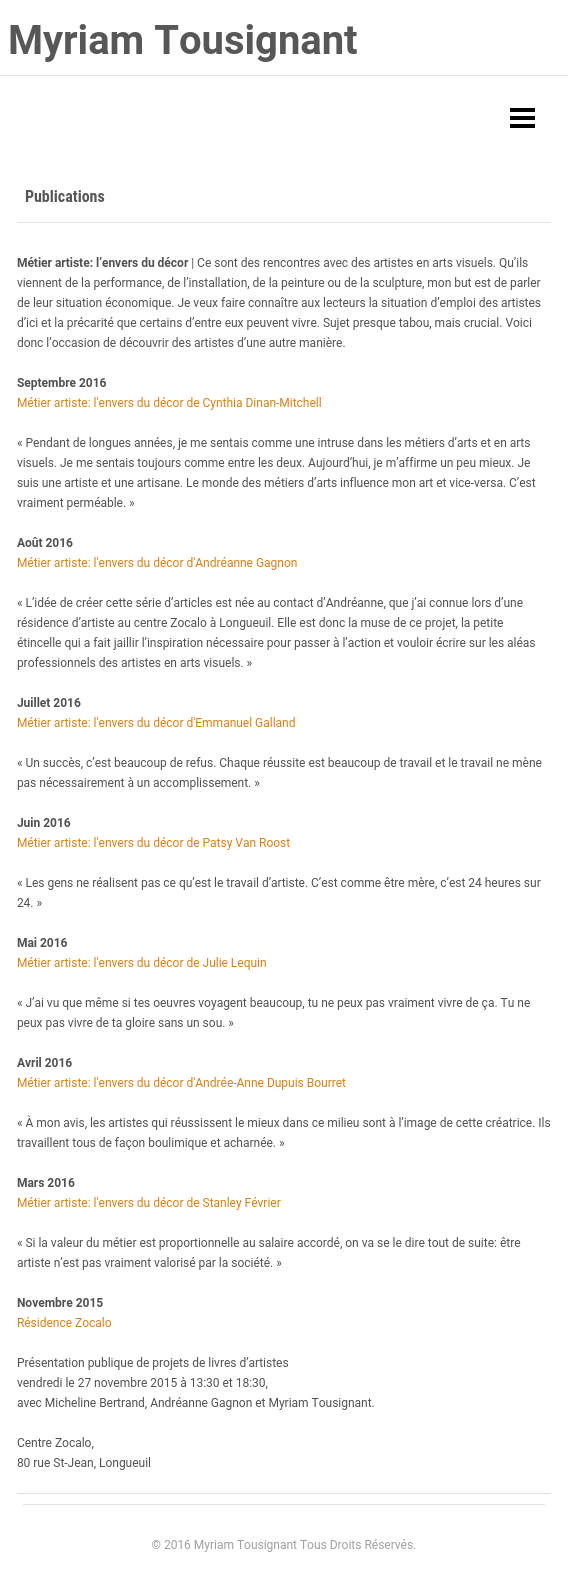 Myriam Tousignant
Publications
Métier artiste: l’envers du décor | Ce sont des rencontres avec des artistes en arts visuels. Qu’ils
viennent de la performance, de l’installation, de la peinture ou de la sculpture, mon but est de parler
de leur situation économique. Je veux faire connaître aux lecteurs la situation d’emploi des artistes
d’ici et la précarité que certains d’entre eux peuvent vivre. Sujet presque tabou, mais crucial. Voici
donc l’occasion de découvrir des artistes d’une autre manière.
Septembre 2016
Métier artiste: l'envers du décor de Cynthia Dinan-Mitchell
« Pendant de longues années, je me sentais comme une intruse dans les métiers d’arts et en arts
visuels. Je me sentais toujours comme entre les deux. Aujourd’hui, je m’affirme un peu mieux. Je
suis une artiste et une artisane. Le monde des métiers d’arts influence mon art et vice-versa. C’est
vraiment perméable. »
Août 2016
Métier artiste: l'envers du décor d'Andréanne Gagnon
« L’idée de créer cette série d’articles est née au contact d’Andréanne, que j’ai connue lors d’une
résidence d’artiste au centre Zocalo à Longueuil. Elle est donc la muse de ce projet, la petite
étincelle qui a fait jaillir l’inspiration nécessaire pour passer à l’action et vouloir écrire sur les aléas
professionnels des artistes en arts visuels. »
Juillet 2016
Métier artiste: l'envers du décor d'Emmanuel Galland
« Un succès, c’est beaucoup de refus. Chaque réussite est beaucoup de travail et le travail ne mène
pas nécessairement à un accomplissement. »
Juin 2016
Métier artiste: l'envers du décor de Patsy Van Roost
« Les gens ne réalisent pas ce qu’est le travail d’artiste. C’est comme être mère, c’est 24 heures sur
24. »
Mai 2016
Métier artiste: l'envers du décor de Julie Lequin
« J’ai vu que même si tes oeuvres voyagent beaucoup, tu ne peux pas vraiment vivre de ça. Tu ne
peux pas vivre de ta gloire sans un sou. »
Avril 2016
Métier artiste: l'envers du décor d'Andrée-Anne Dupuis Bourret
« À mon avis, les artistes qui réussissent le mieux dans ce milieu sont à l’image de cette créatrice. Ils
travaillent tous de façon boulimique et acharnée. »
Mars 2016
Métier artiste: l'envers du décor de Stanley Février
« Si la valeur du métier est proportionnelle au salaire accordé, on va se le dire tout de suite: être
artiste n’est pas vraiment valorisé par la société. »
Novembre 2015
Résidence Zocalo
Présentation publique de projets de livres d’artistes
vendredi le 27 novembre 2015 à 13:30 et 18:30,
avec Micheline Bertrand, Andréanne Gagnon et Myriam Tousignant.
Centre Zocalo,
80 rue St-Jean, Longueuil
© 2016 Myriam Tousignant Tous Droits Réservés.